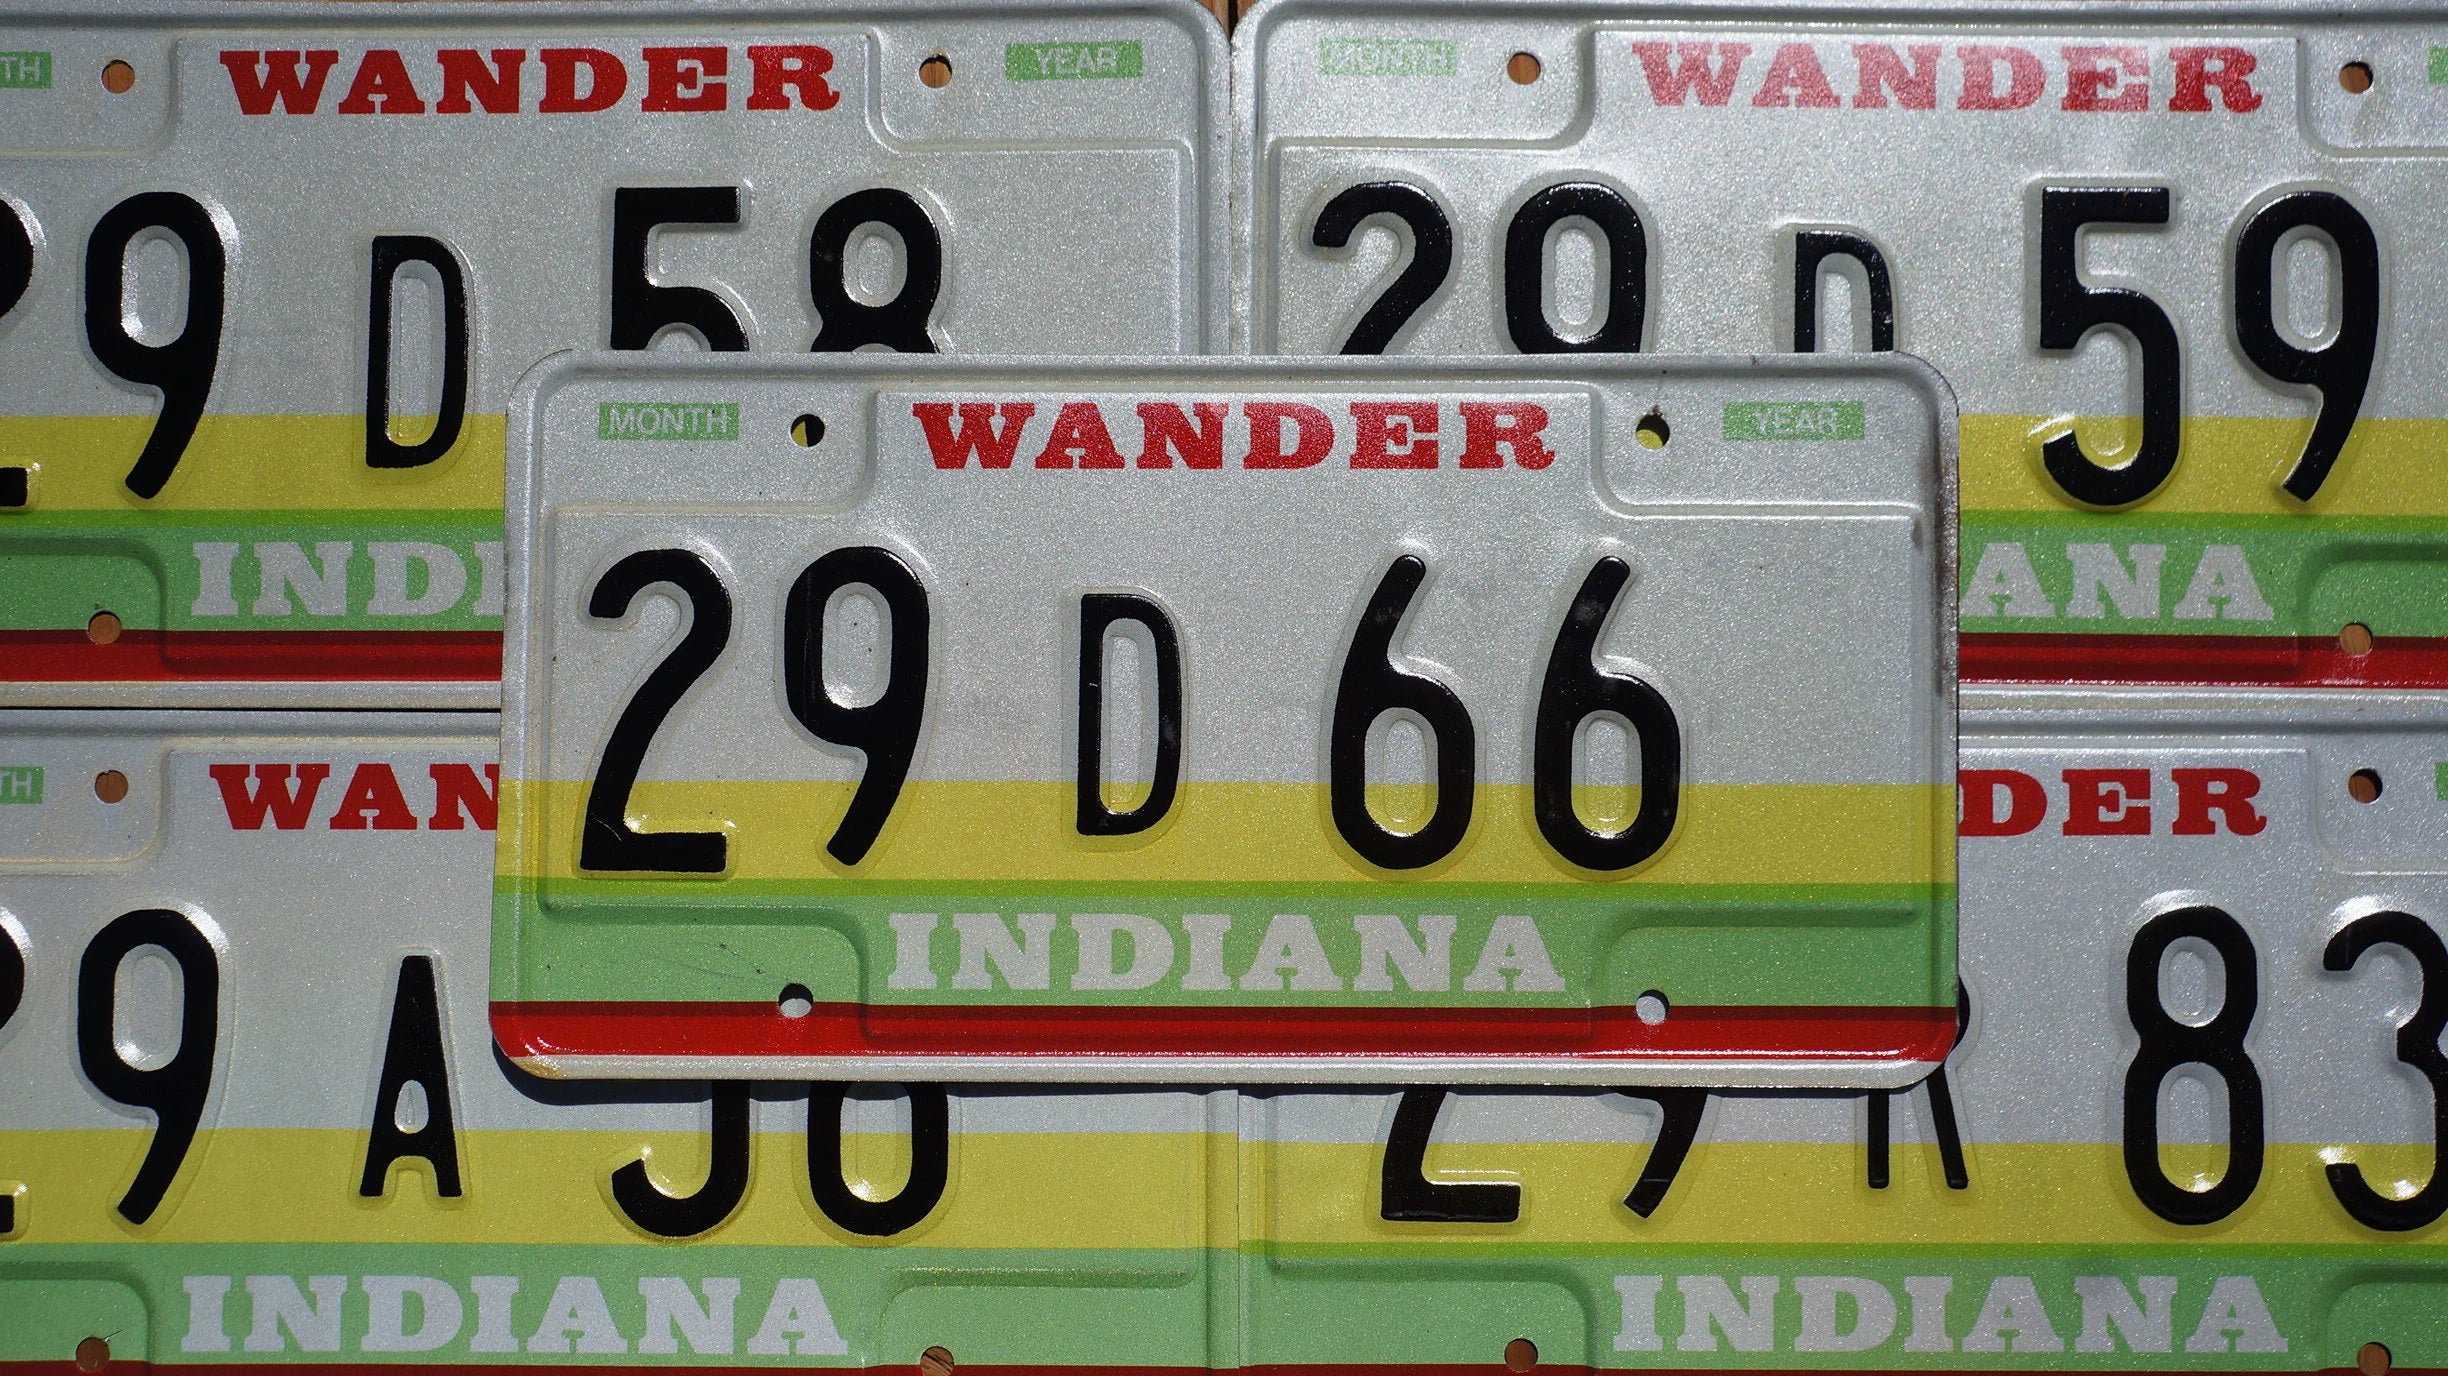 WANDER YEAR
29 D 58
INDI
MONTH WANDER
29 D 59
ANA
MONTH WANDER YEAR
29 D 66
INDIANA
WAN
9 A
INDIANA
DER
29 R 83
INDIANA